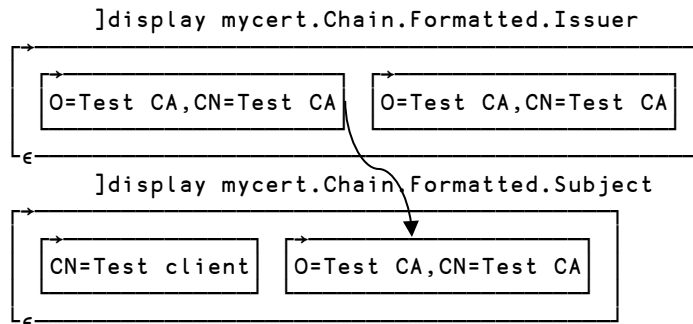 ]display mycert.Chain.Formatted.Issuer
O=Test CA,CN=Test CA O=Test CA,CN=Test CA
]display mycert.Chain.Formatted.Subject
CN=Test client O=Test CA,CN=Test CA